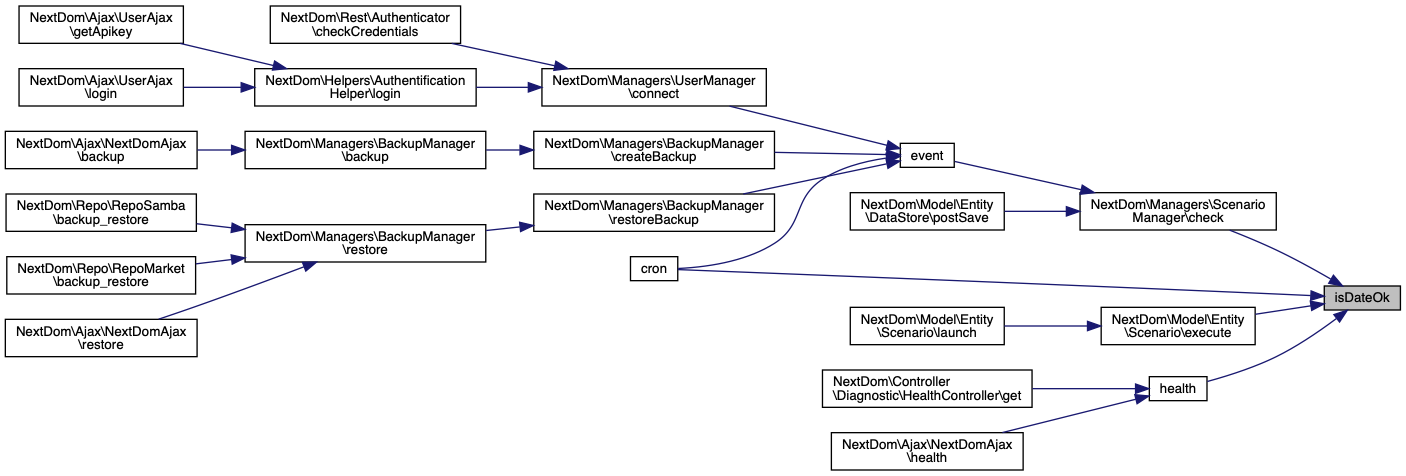 NextDom\Ajax\UserAjax
\getApikey
NextDom\Rest\Authenticator
\checkCredentials
NextDom\Ajax\UserAjax
\login
NextDom\Helpers\Authentification
Helper\login
NextDom\Managers\UserManager
\connect
NextDom\Ajax\NextDomAjax
\backup
NextDom\Managers\BackupManager
\backup
NextDom\Managers\BackupManager
\createBackup
event
NextDom\Repo\RepoSamba
\backup_restore
NextDom\Managers\BackupManager
\restore
NextDom\Managers\BackupManager
\restoreBackup
NextDom\Model\Entity
\DataStore\postSave
NextDom\Managers\Scenario
Manager\check
NextDom\Repo\RepoMarket
\backup_restore
cron
isDateOk
NextDom\Ajax\NextDomAjax
\restore
NextDom\Model\Entity
\Scenario\launch
NextDom\Model\Entity
\Scenario\execute
NextDom\Controller
\Diagnostic\HealthController\get
health
NextDom\Ajax\NextDomAjax
\health